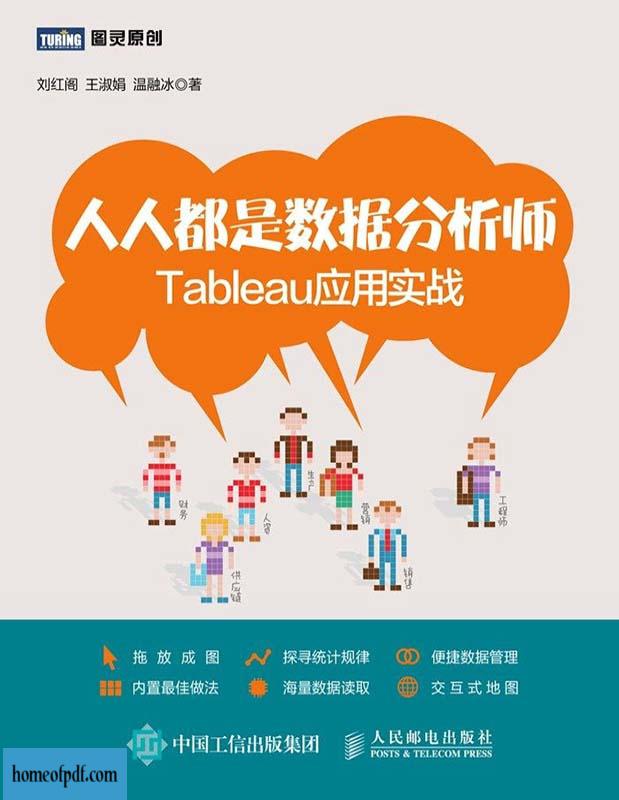 TURING 图灵原创
刘红阁 王淑娟 温融冰◎著
人人都是数据分析师
Tableau应用实战
财务
人资
生产
营销
工程师
供应链
销售
拖放成图 探寻统计规律 便捷数据管理
内置最佳做法 海量数据读取 交互式地图
中国工信出版集团 人民邮电出版社
POSTS & TELECOM PRESS
homeofpdf.com